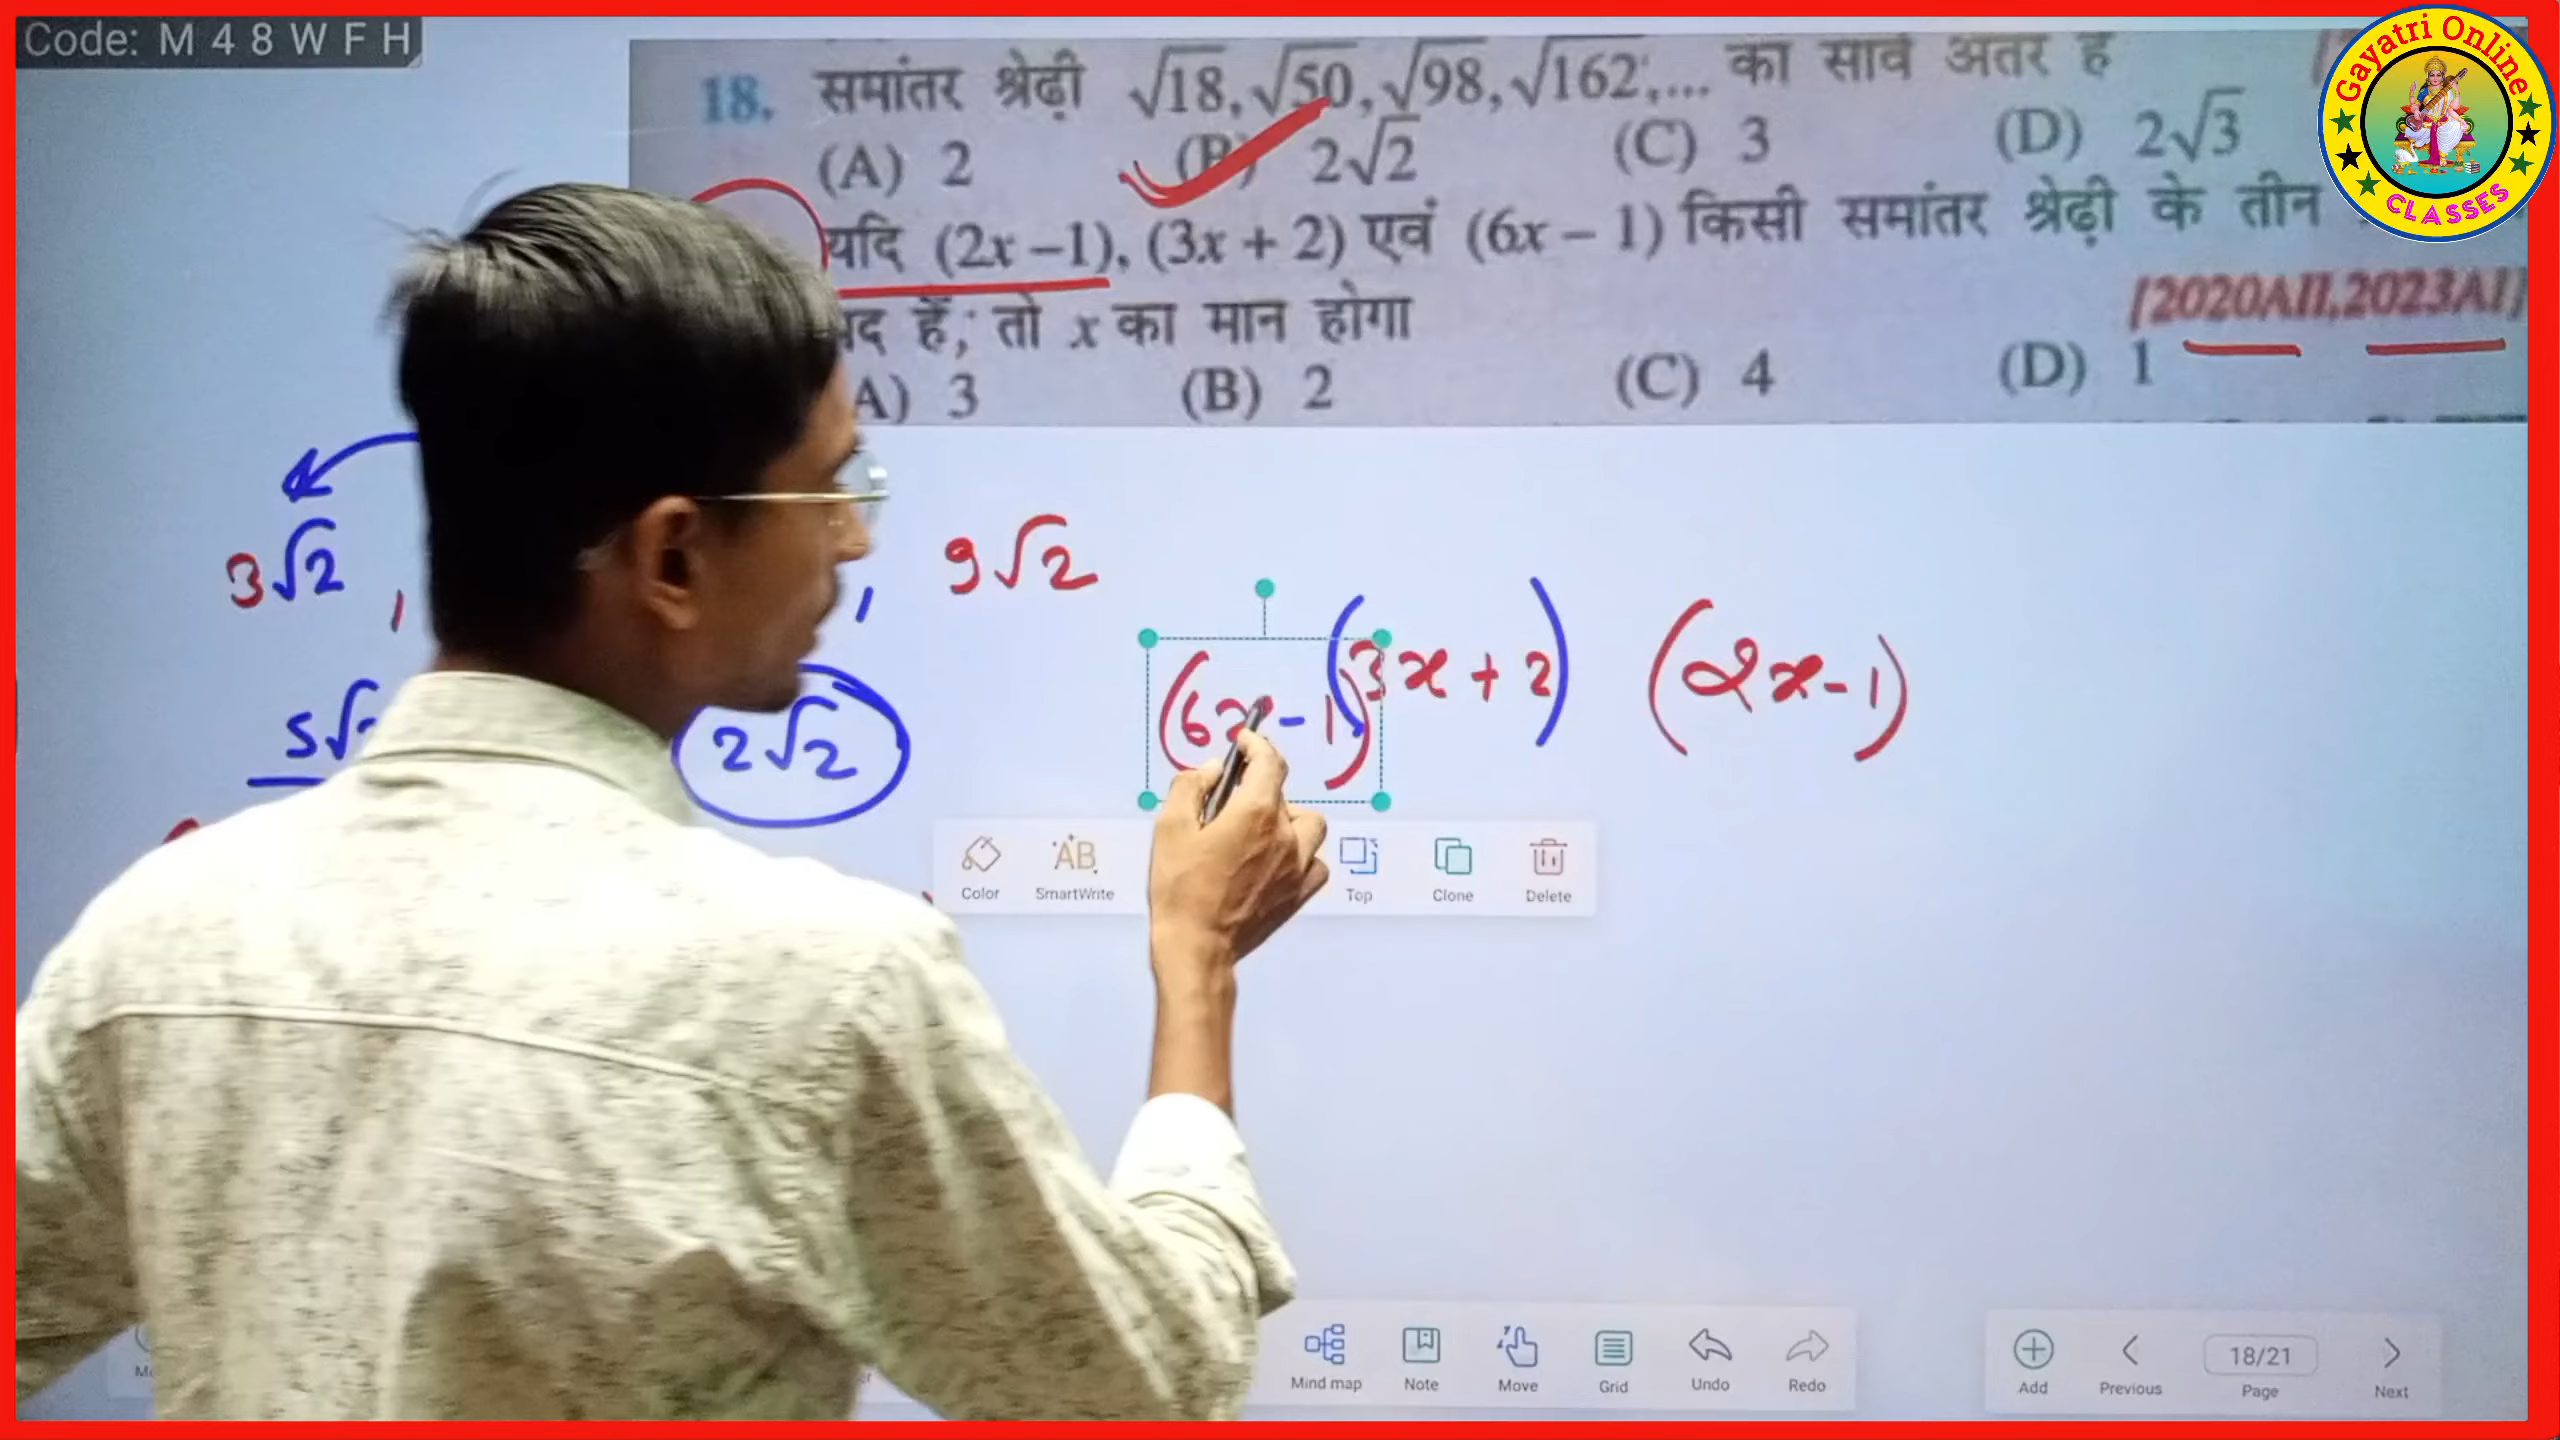 Code: M48WFH
18. समांतर श्रेढ़ी √18, √50, √98, √162,... का सार्व अंतर है
(A) 2 (B) 2√2 (C) 3 (D) 2√3
यदि (2x –1), (3x + 2) एवं (6x – 1) किसी समांतर श्रेढ़ी के तीन
[2020AII, 2023AI]
हैं, तो x का मान होगा
A) 3 (B) 2 (C) 4 (D) 1
Gayatri Online
CLASSES
3√2 , , 9√2
2√2
(6x - 1) (3x + 2) (2x - 1)
Color SmartWrite Top Clone Delete
Mind map Note Move Grid Undo Redo
Add Previous 18/21 Page Next